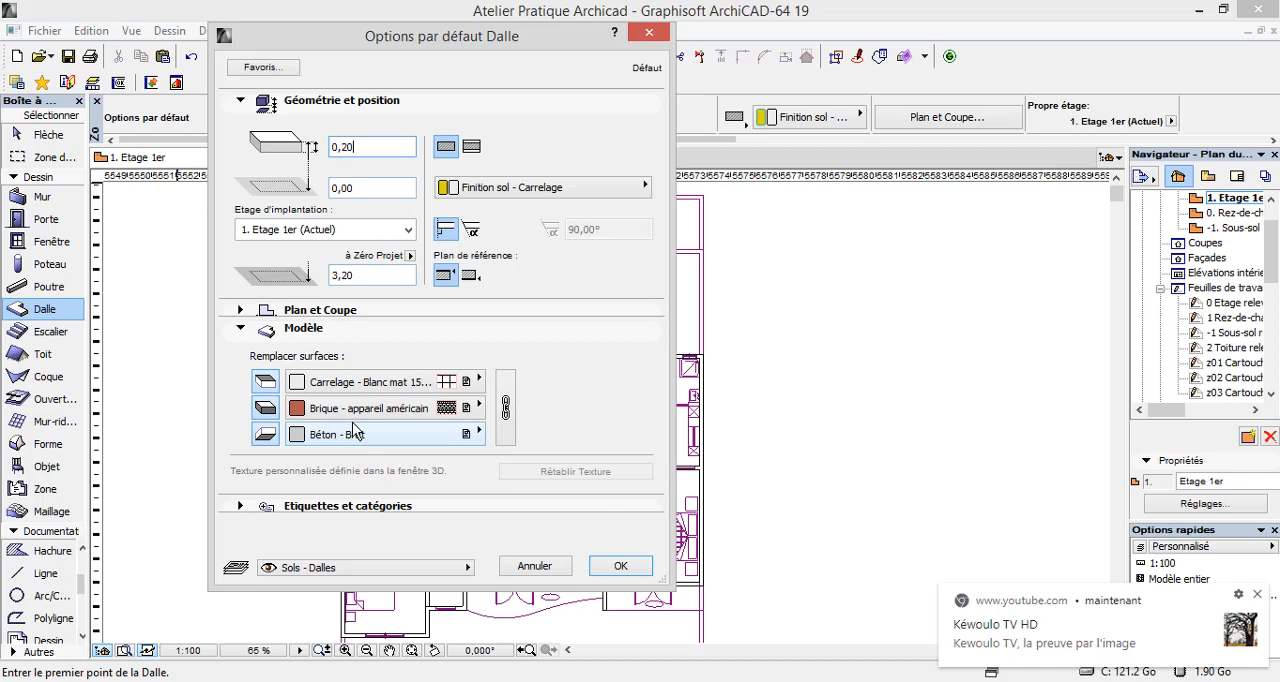 Atelier Pratique Archicad - Graphisoft ArchiCAD-64 19
Fichier Edition Vue Dessin D
Options par défaut Dalle
?
Favoris... Défaut
Géométrie et position
0,20
0,00
Finition sol - Carrelage
Etage d'implantation :
1. Etage 1er (Actuel)
90,00°
à Zéro Projet
Plan de référence :
3,20
Plan et Coupe
Modèle
Remplacer surfaces :
Carrelage - Blanc mat 15...
Brique - appareil américain
Béton - B
Texture personnalisée définie dans la fenêtre 3D.
Rétablir Texture
Etiquettes et catégories
Sols - Dalles
Annuler
OK
Boîte à ...
Sélectionner
Flèche
Zone d...
Dessin
Mur
Porte
Fenêtre
Poteau
Poutre
Dalle
Escalier
Toit
Coque
Ouvert...
Mur-rid...
Forme
Objet
Zone
Maillage
Documentat
Hachure
Ligne
Arc/C...
Polyligne
Dessin
Autres
Options par défaut
1. Etage 1er
Finition sol - ...
Plan et Coupe...
Propre étage:
1. Etage 1er (Actuel)
Navigateur - Plan du...
1. Etage 1e
0. Rez-de-cha
-1. Sous-sol
Coupes
Façades
Elévations intérie
Feuilles de trava
0 Etage relev
1 Rez-de-cha
-1 Sous-sol r
2 Toiture rele
z01 Cartouch
z02 Cartouch
z03 Cartouch
Propriétés
1. Etage 1er
Réglages...
Options rapides
Personnalisé
1:100
Modèle entier
www.youtube.com • maintenant
Kéwoulo TV HD
Kewoulo TV, la preuve par l'image
1:100 65 % 0,000°
Entrer le premier point de la Dalle.
C: 121.2 Go 1.90 Go